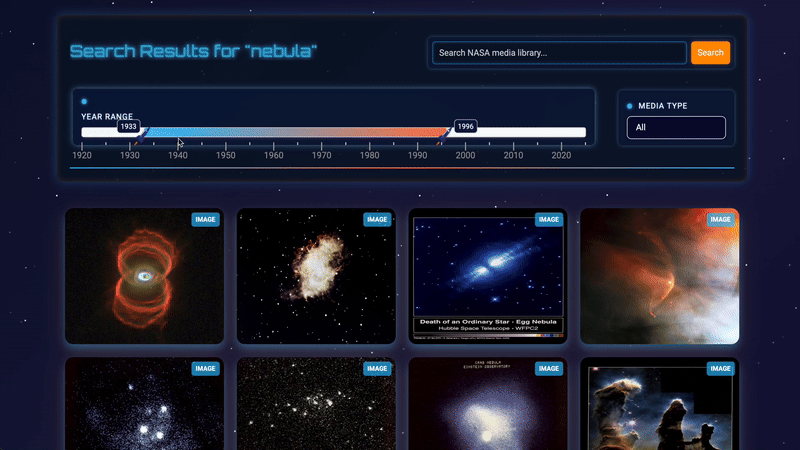 Search Results for "nebula"
Search NASA media library...
Search
YEAR RANGE
1933
1996
1920 1930 1940 1950 1960 1970 1980 1990 2000 2010 2020
MEDIA TYPE
All
IMAGE
IMAGE
IMAGE
IMAGE
Death of an Ordinary Star · Egg Nebula
Hubble Space Telescope · WFPC2
IMAGE
IMAGE
IMAGE
IMAGE
CRAB NEBULA
EINSTEIN OBSERVATORY